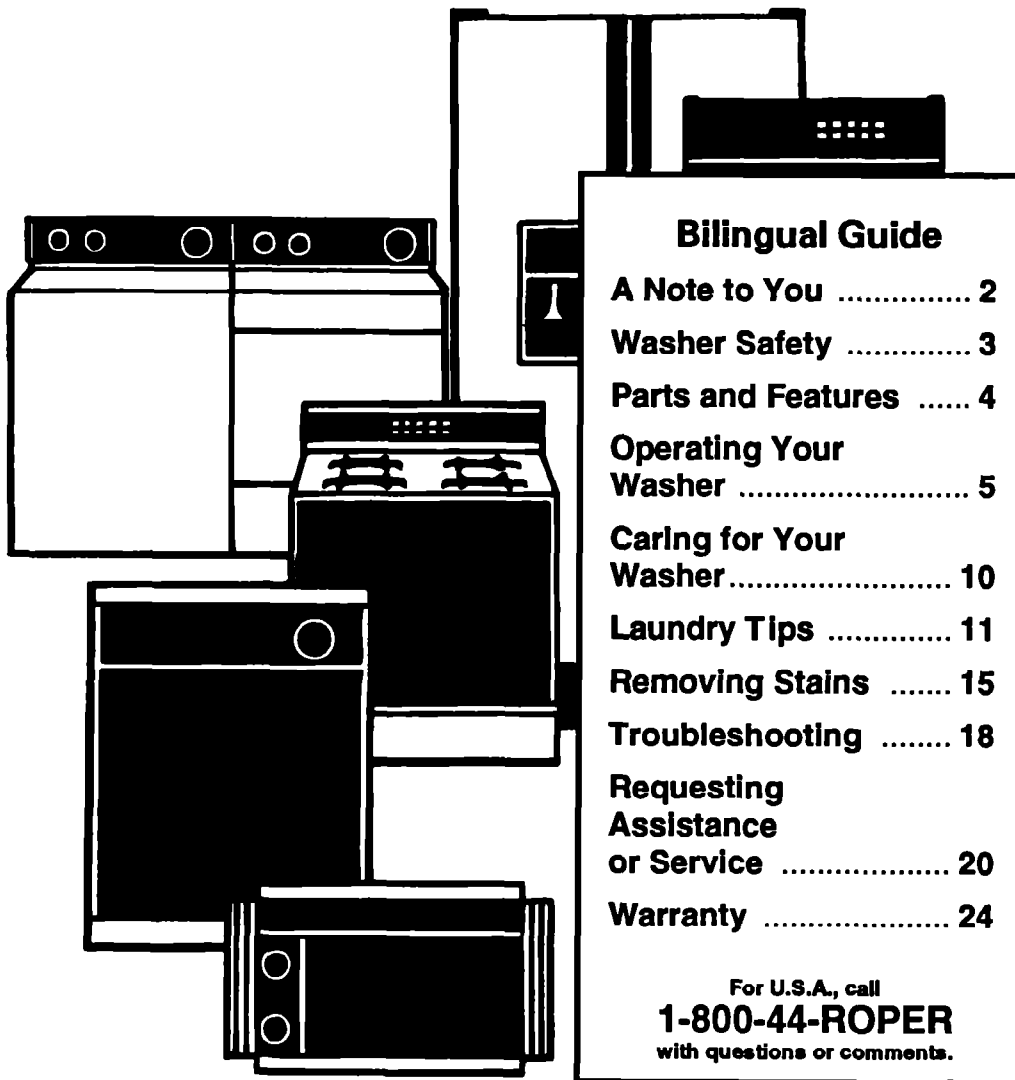 Bilingual Guide
A Note to You ............... 2
Washer Safety .............. 3
Parts and Features ...... 4
Operating Your
Washer ........................... 5
Caring for Your
Washer......................... 10
Laundry Tips .............. 11
Removing Stains ....... 15
Troubleshooting ........ 18
Requesting
Assistance
or Service ................... 20
Warranty ..................... 24
For U.S.A., call
1-800-44-ROPER
with questions or comments.